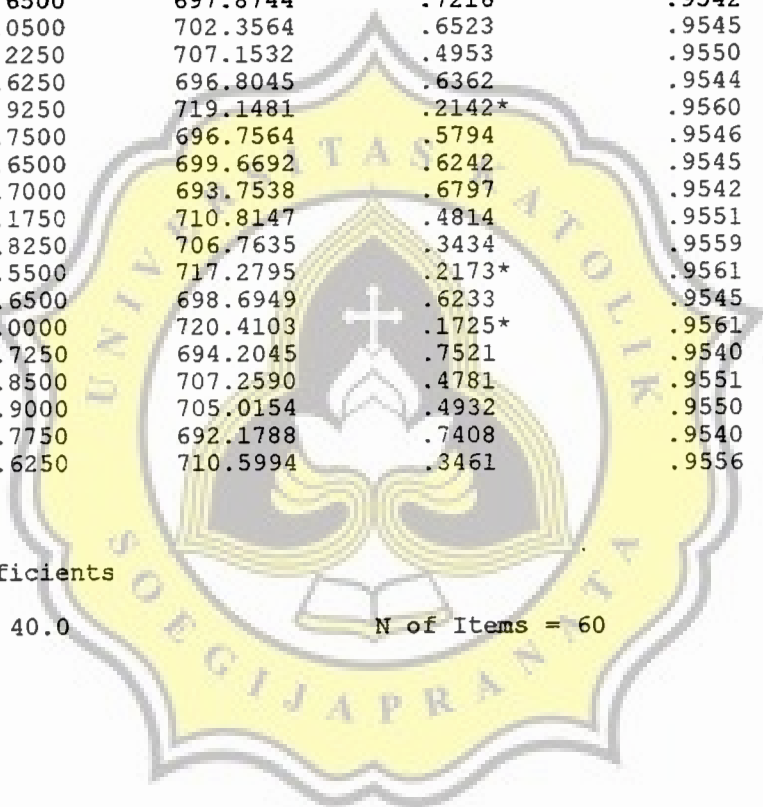 6500 697.8744 .7216 .9542
.0500 702.3564 .6523 .9545
.2250 707.1532 .4953 .9550
.6250 696.8045 .6362 .9544
.9250 719.1481 .2142* .9560
.7500 696.7564 .5794 .9546
.6500 699.6692 .6242 .9545
.7000 693.7538 .6797 .9542
.1750 710.8147 .4814 .9551
.8250 706.7635 .3434 .9559
.5500 717.2795 .2173* .9561
.6500 698.6949 .6233 .9545
.0000 720.4103 .1725* .9561
.7250 694.2045 .7521 .9540
.8500 707.2590 .4781 .9551
.9000 705.0154 .4932 .9550
.7750 692.1788 .7408 .9540
.6250 710.5994 .3461 .9556
ficients
40.0 N of Items = 60
UNIVERSITAS KATOLIK
SOEGIJAPRANATA